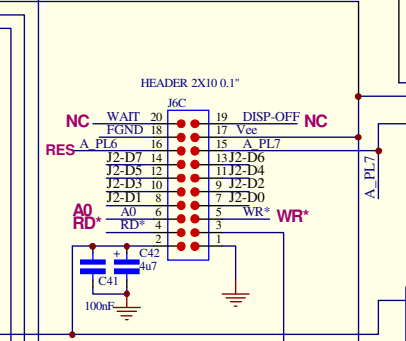 HEADER 2X10 0.1"
J6C
NC WAIT 20 19 DISP-OFF NC
FGND 18 17 Vee
RES A_PL6 16 15 A_PL7
J2-D7 14 13 J2-D6
J2-D5 12 11 J2-D4
J2-D3 10 9 J2-D2
J2-D1 8 7 J2-D0
A0 A0 6 5 WR* WR*
RD* RD* 4 3
2 1
A_PL7
+ C42
4u7
C41
100nF